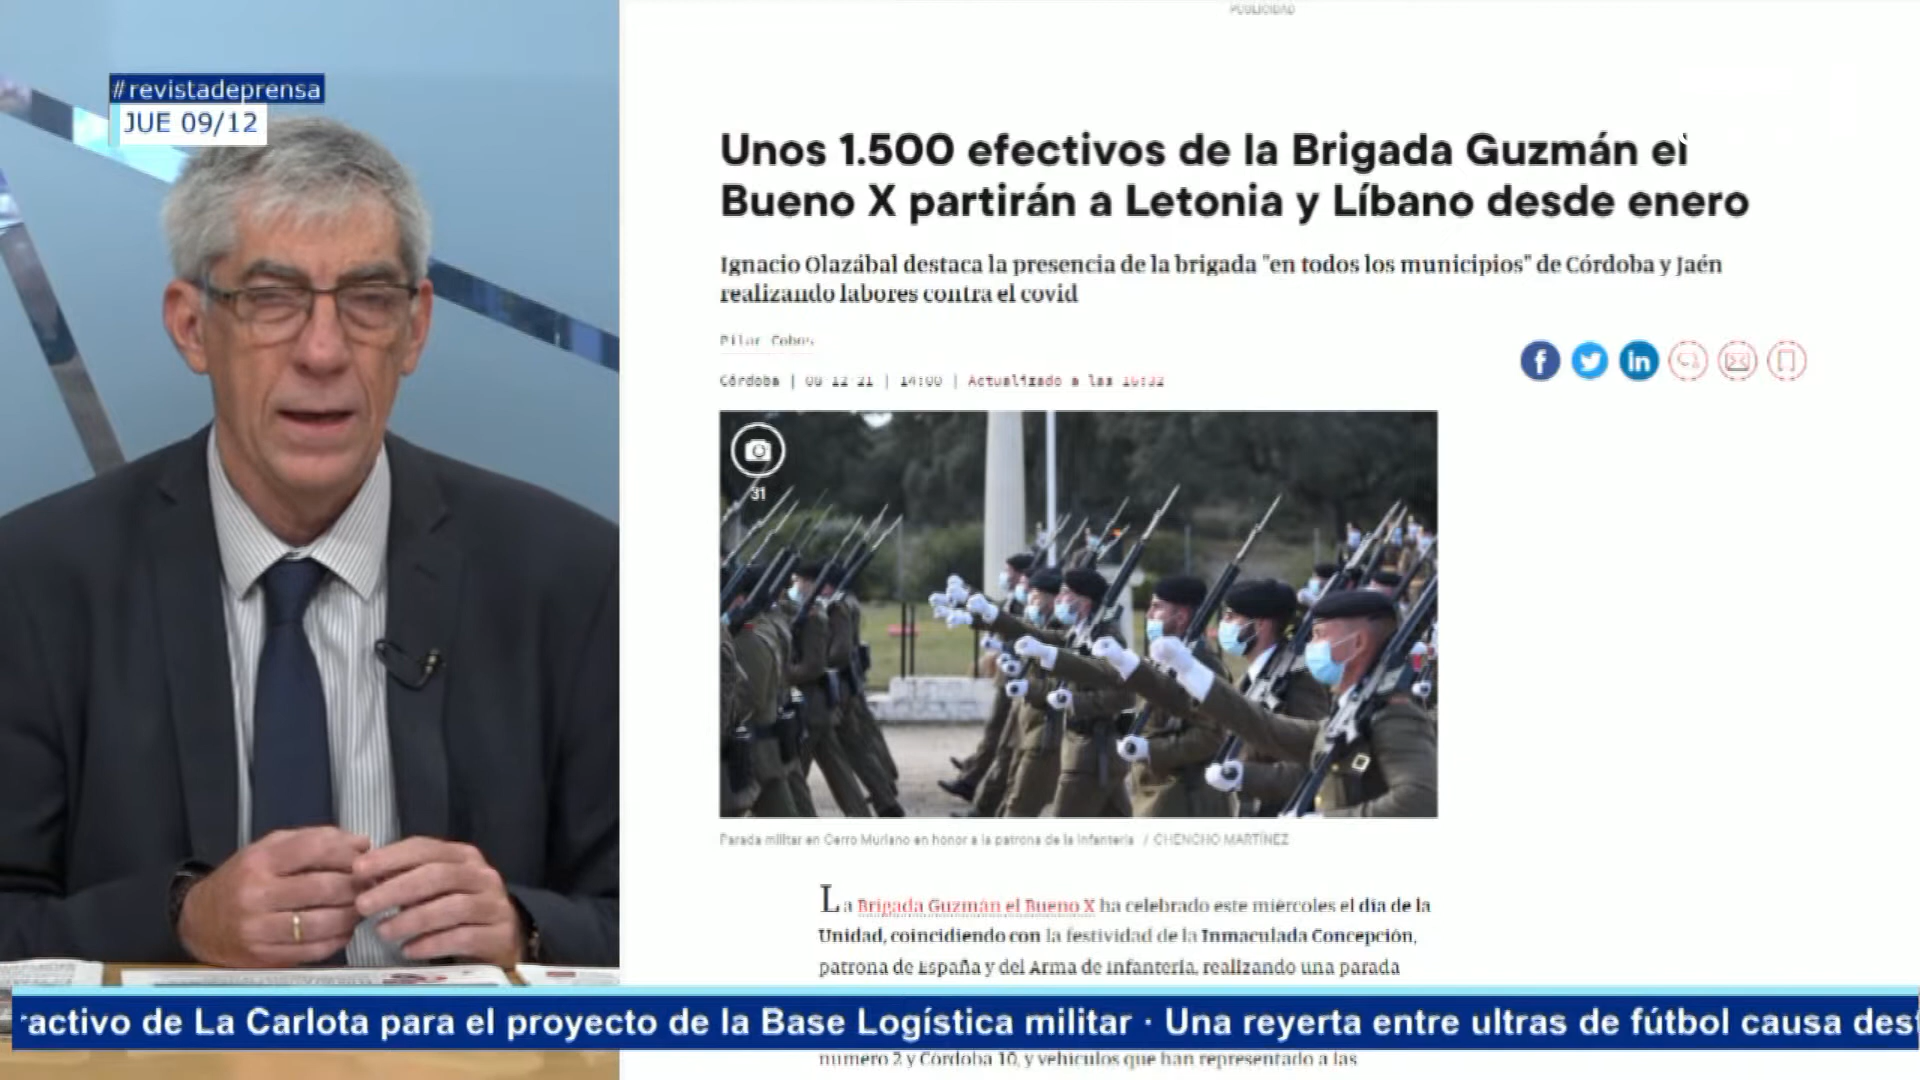 PUBLICIDAD
#revistadeprensa
JUE 09/12
Unos 1.500 efectivos de la Brigada Guzmán el
Bueno X partirán a Letonia y Líbano desde enero
Ignacio Olazábal destaca la presencia de la brigada "en todos los municipios" de Córdoba y Jaén
realizando labores contra el covid
Pilar Cobos
Córdoba | 08·12·21 | 14:00 | Actualizado a las 16:32
31
Parada militar en Cerro Muriano en honor a la patrona de la Infantería / CHENCHO MARTÍNEZ
La Brigada Guzmán el Bueno X ha celebrado este miércoles el día de la
Unidad, coincidiendo con la festividad de la Inmaculada Concepción,
patrona de España y del Arma de Infantería, realizando una parada
activo de La Carlota para el proyecto de la Base Logística militar · Una reyerta entre ultras de fútbol causa dest
número 2 y Córdoba 10, y vehículos que han representado a las